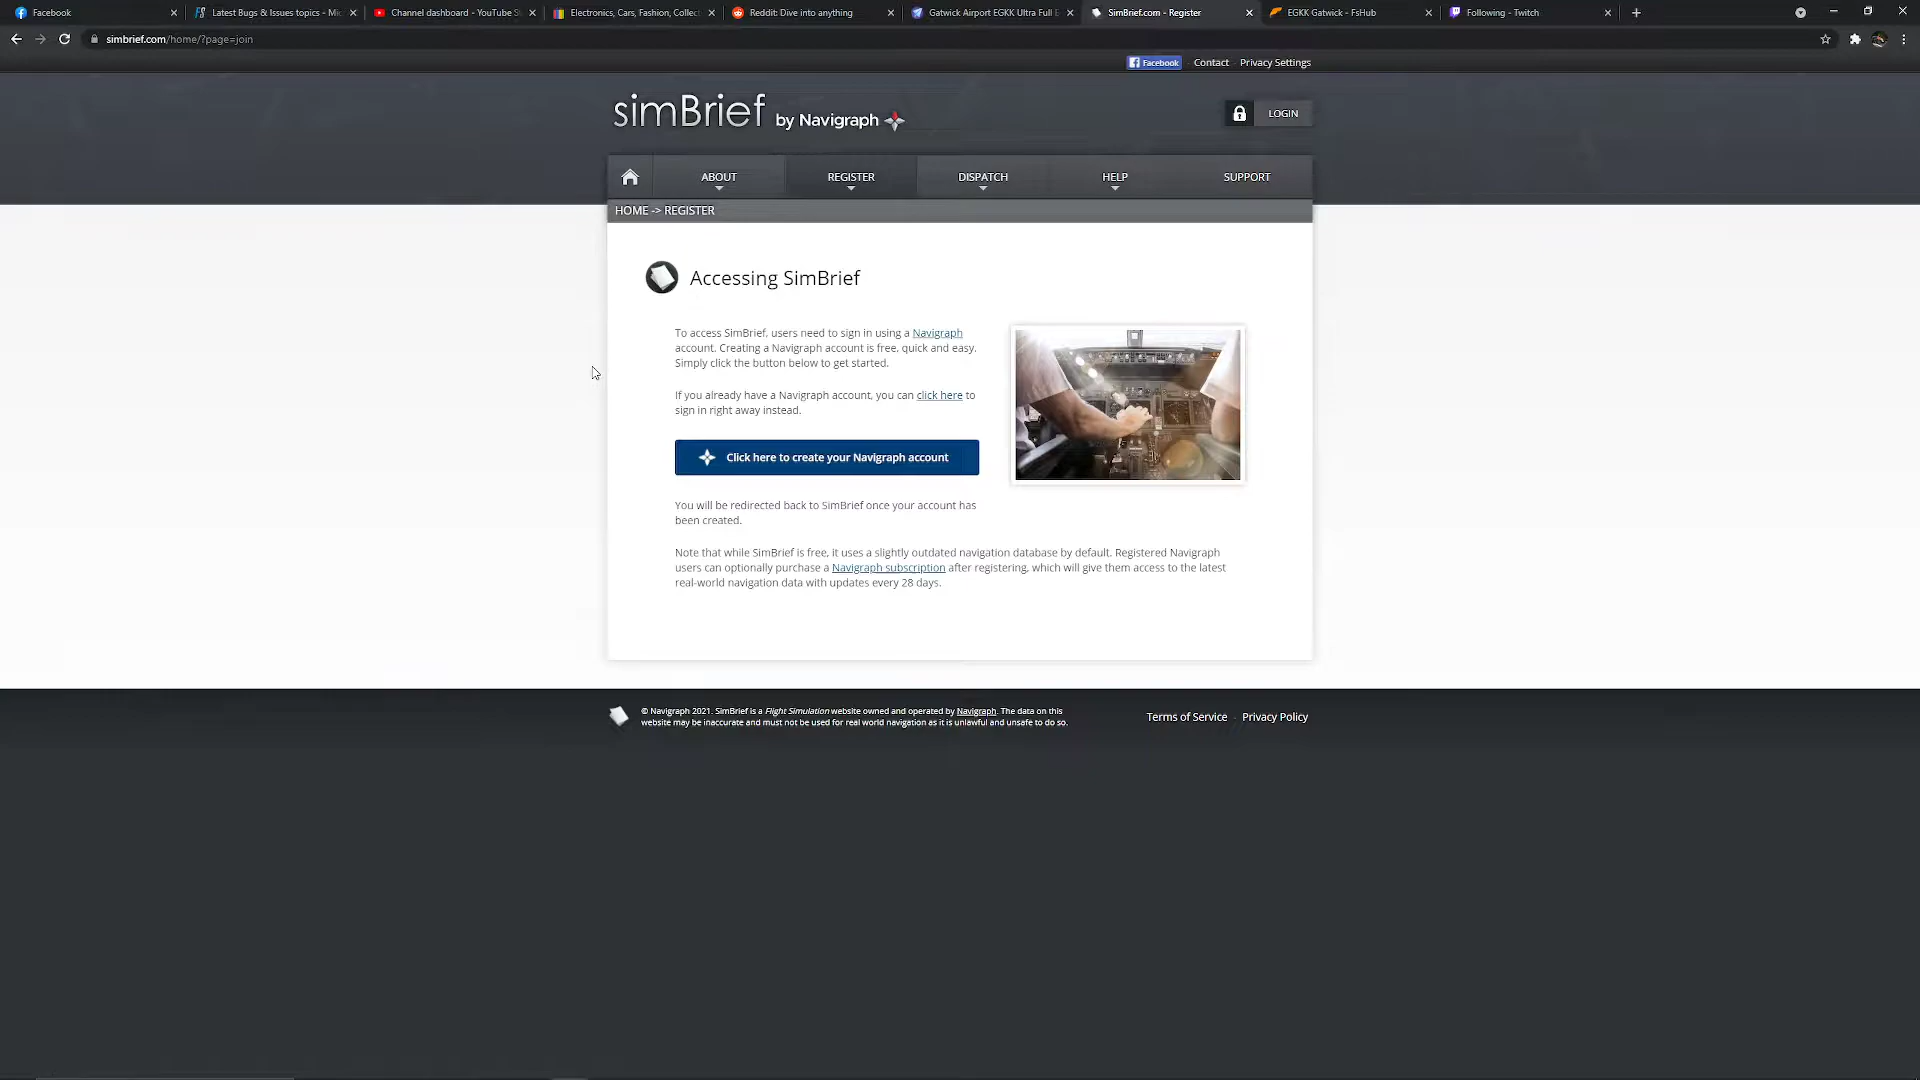 Facebook
Latest Bugs & Issues topics - Mi
Channel dashboard - YouTube S
Electronics, Cars, Fashion, Collect
Reddit: Dive into anything
Gatwick Airport EGKK Ultra Full E
SimBrief.com - Register
EGKK Gatwick - FsHub
Following - Twitch
simbrief.com/home/?page=join
Facebook - Contact - Privacy Settings
simBrief by Navigraph
LOGIN
ABOUT
REGISTER
DISPATCH
HELP
SUPPORT
HOME -> REGISTER
Accessing SimBrief
To access SimBrief, users need to sign in using a Navigraph
account. Creating a Navigraph account is free, quick and easy.
Simply click the button below to get started.
If you already have a Navigraph account, you can click here to
sign in right away instead.
Click here to create your Navigraph account
You will be redirected back to SimBrief once your account has
been created.
Note that while SimBrief is free, it uses a slightly outdated navigation database by default. Registered Navigraph
users can optionally purchase a Navigraph subscription after registering, which will give them access to the latest
real-world navigation data with updates every 28 days.
© Navigraph 2021. SimBrief is a Flight Simulation website owned and operated by Navigraph. The data on this
website may be inaccurate and must not be used for real world navigation as it is unlawful and unsafe to do so.
Terms of Service - Privacy Policy